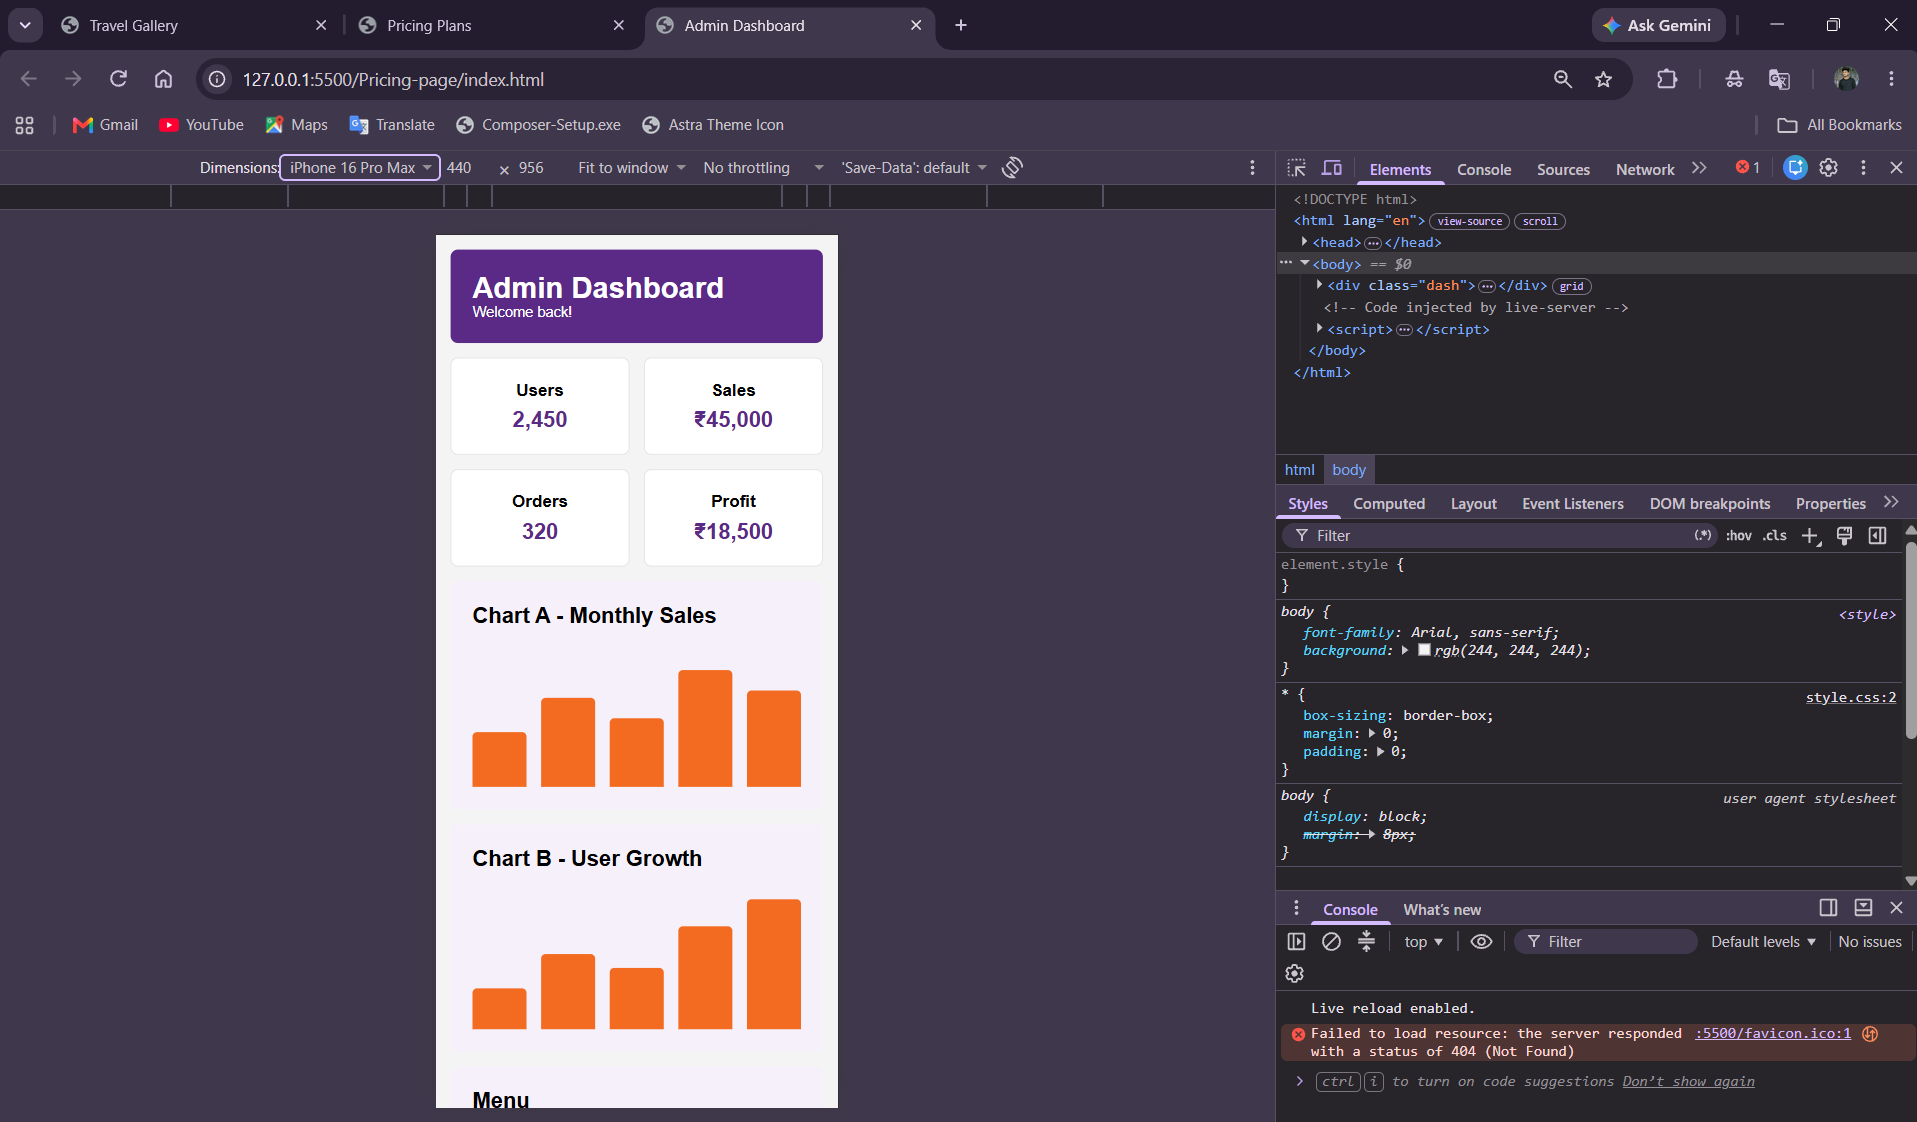 Travel Gallery
Pricing Plans
Admin Dashboard
Ask Gemini
127.0.0.1:5500/Pricing-page/index.html
Gmail
YouTube
Maps
Translate
Composer-Setup.exe
Astra Theme Icon
All Bookmarks
Dimensions: iPhone 16 Pro Max 440 × 956 Fit to window No throttling 'Save-Data': default
Elements Console Sources Network 1
Admin Dashboard
Welcome back!
Users
2,450
Sales
₹45,000
Orders
320
Profit
₹18,500
Chart A - Monthly Sales
Chart B - User Growth
Menu
<!DOCTYPE html>
<html lang="en"> view-source scroll
<head> ••• </head>
••• <body> == $0
<div class="dash"> ••• </div> grid
<!-- Code injected by live-server -->
<script> ••• </script>
</body>
</html>
html body
Styles Computed Layout Event Listeners DOM breakpoints Properties
Filter (.*) :hov .cls
element.style {
}
body { <style>
font-family: Arial, sans-serif;
background: rgb(244, 244, 244);
}
* { style.css:2
box-sizing: border-box;
margin: 0;
padding: 0;
}
body { user agent stylesheet
display: block;
margin: 8px;
}
Console What's new
top Filter Default levels No issues
Live reload enabled.
Failed to load resource: the server responded :5500/favicon.ico:1
with a status of 404 (Not Found)
ctrl i to turn on code suggestions Don't show again